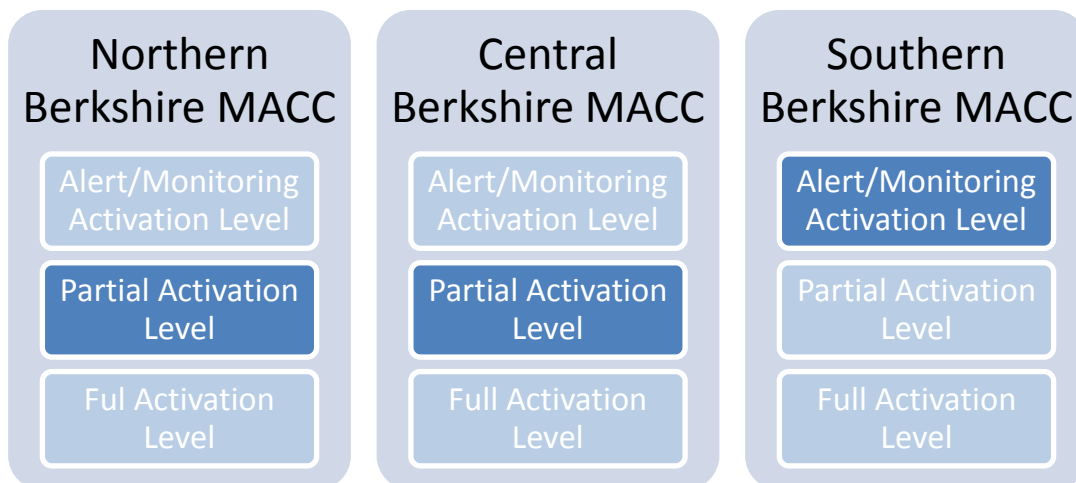 Northern
Berkshire MACC
Alert/Monitoring
Activation Level
Partial Activation
Level
Ful Activation
Level
Central
Berkshire MACC
Alert/Monitoring
Activation Level
Partial Activation
Level
Full Activation
Level
Southern
Berkshire MACC
Alert/Monitoring
Activation Level
Partial Activation
Level
Full Activation
Level